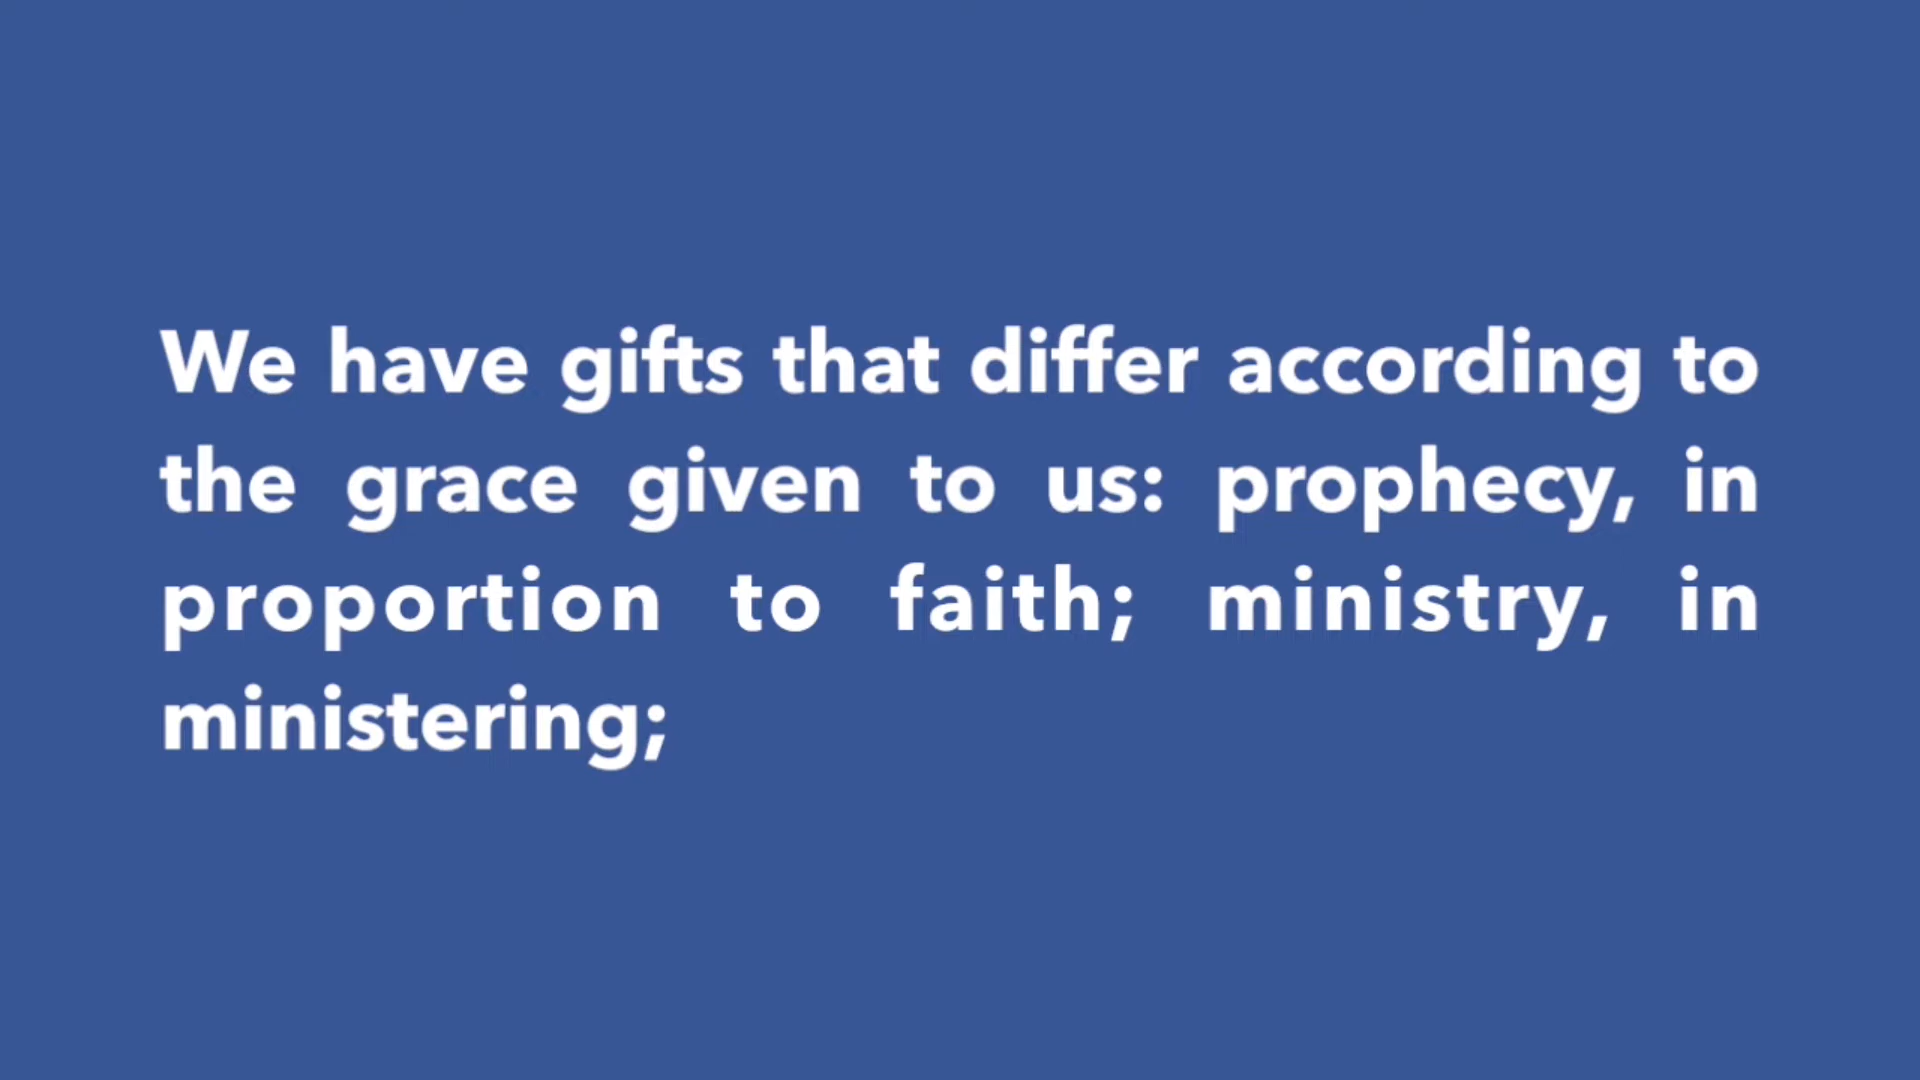 We have gifts that differ according to
the grace given to us: prophecy, in
proportion to faith; ministry, in
ministering;